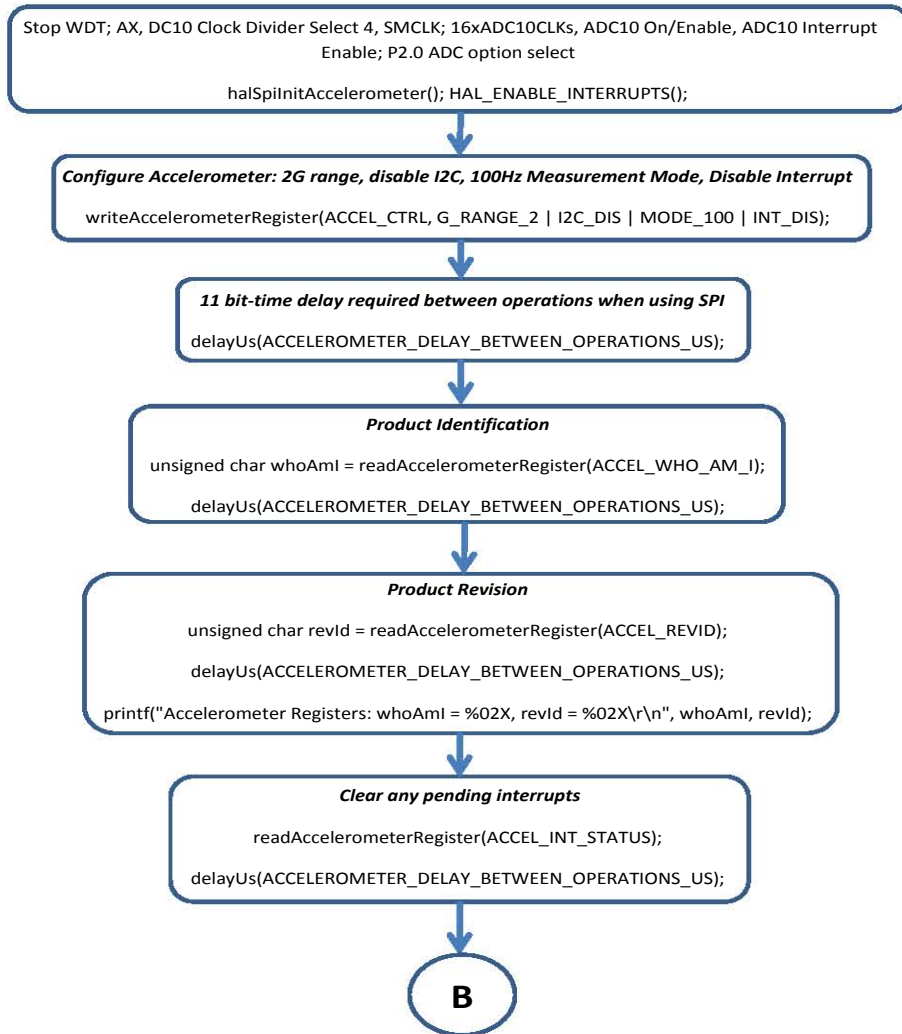 Stop WDT; AX, DC10 Clock Divider Select 4, SMCLK; 16xADC10CLKs, ADC10 On/Enable, ADC10 Interrupt
Enable; P2.0 ADC option select
halSpiInitAccelerometer(); HAL_ENABLE_INTERRUPTS();
Configure Accelerometer: 2G range, disable I2C, 100Hz Measurement Mode, Disable Interrupt
writeAccelerometerRegister(ACCEL_CTRL, G_RANGE_2 | I2C_DIS | MODE_100 | INT_DIS);
11 bit-time delay required between operations when using SPI
delayUs(ACCELEROMETER_DELAY_BETWEEN_OPERATIONS_US);
Product Identification
unsigned char whoAmI = readAccelerometerRegister(ACCEL_WHO_AM_I);
delayUs(ACCELEROMETER_DELAY_BETWEEN_OPERATIONS_US);
Product Revision
unsigned char revId = readAccelerometerRegister(ACCEL_REVID);
delayUs(ACCELEROMETER_DELAY_BETWEEN_OPERATIONS_US);
printf("Accelerometer Registers: whoAmI = %02X, revId = %02X\r\n", whoAmI, revId);
Clear any pending interrupts
readAccelerometerRegister(ACCEL_INT_STATUS);
delayUs(ACCELEROMETER_DELAY_BETWEEN_OPERATIONS_US);
B